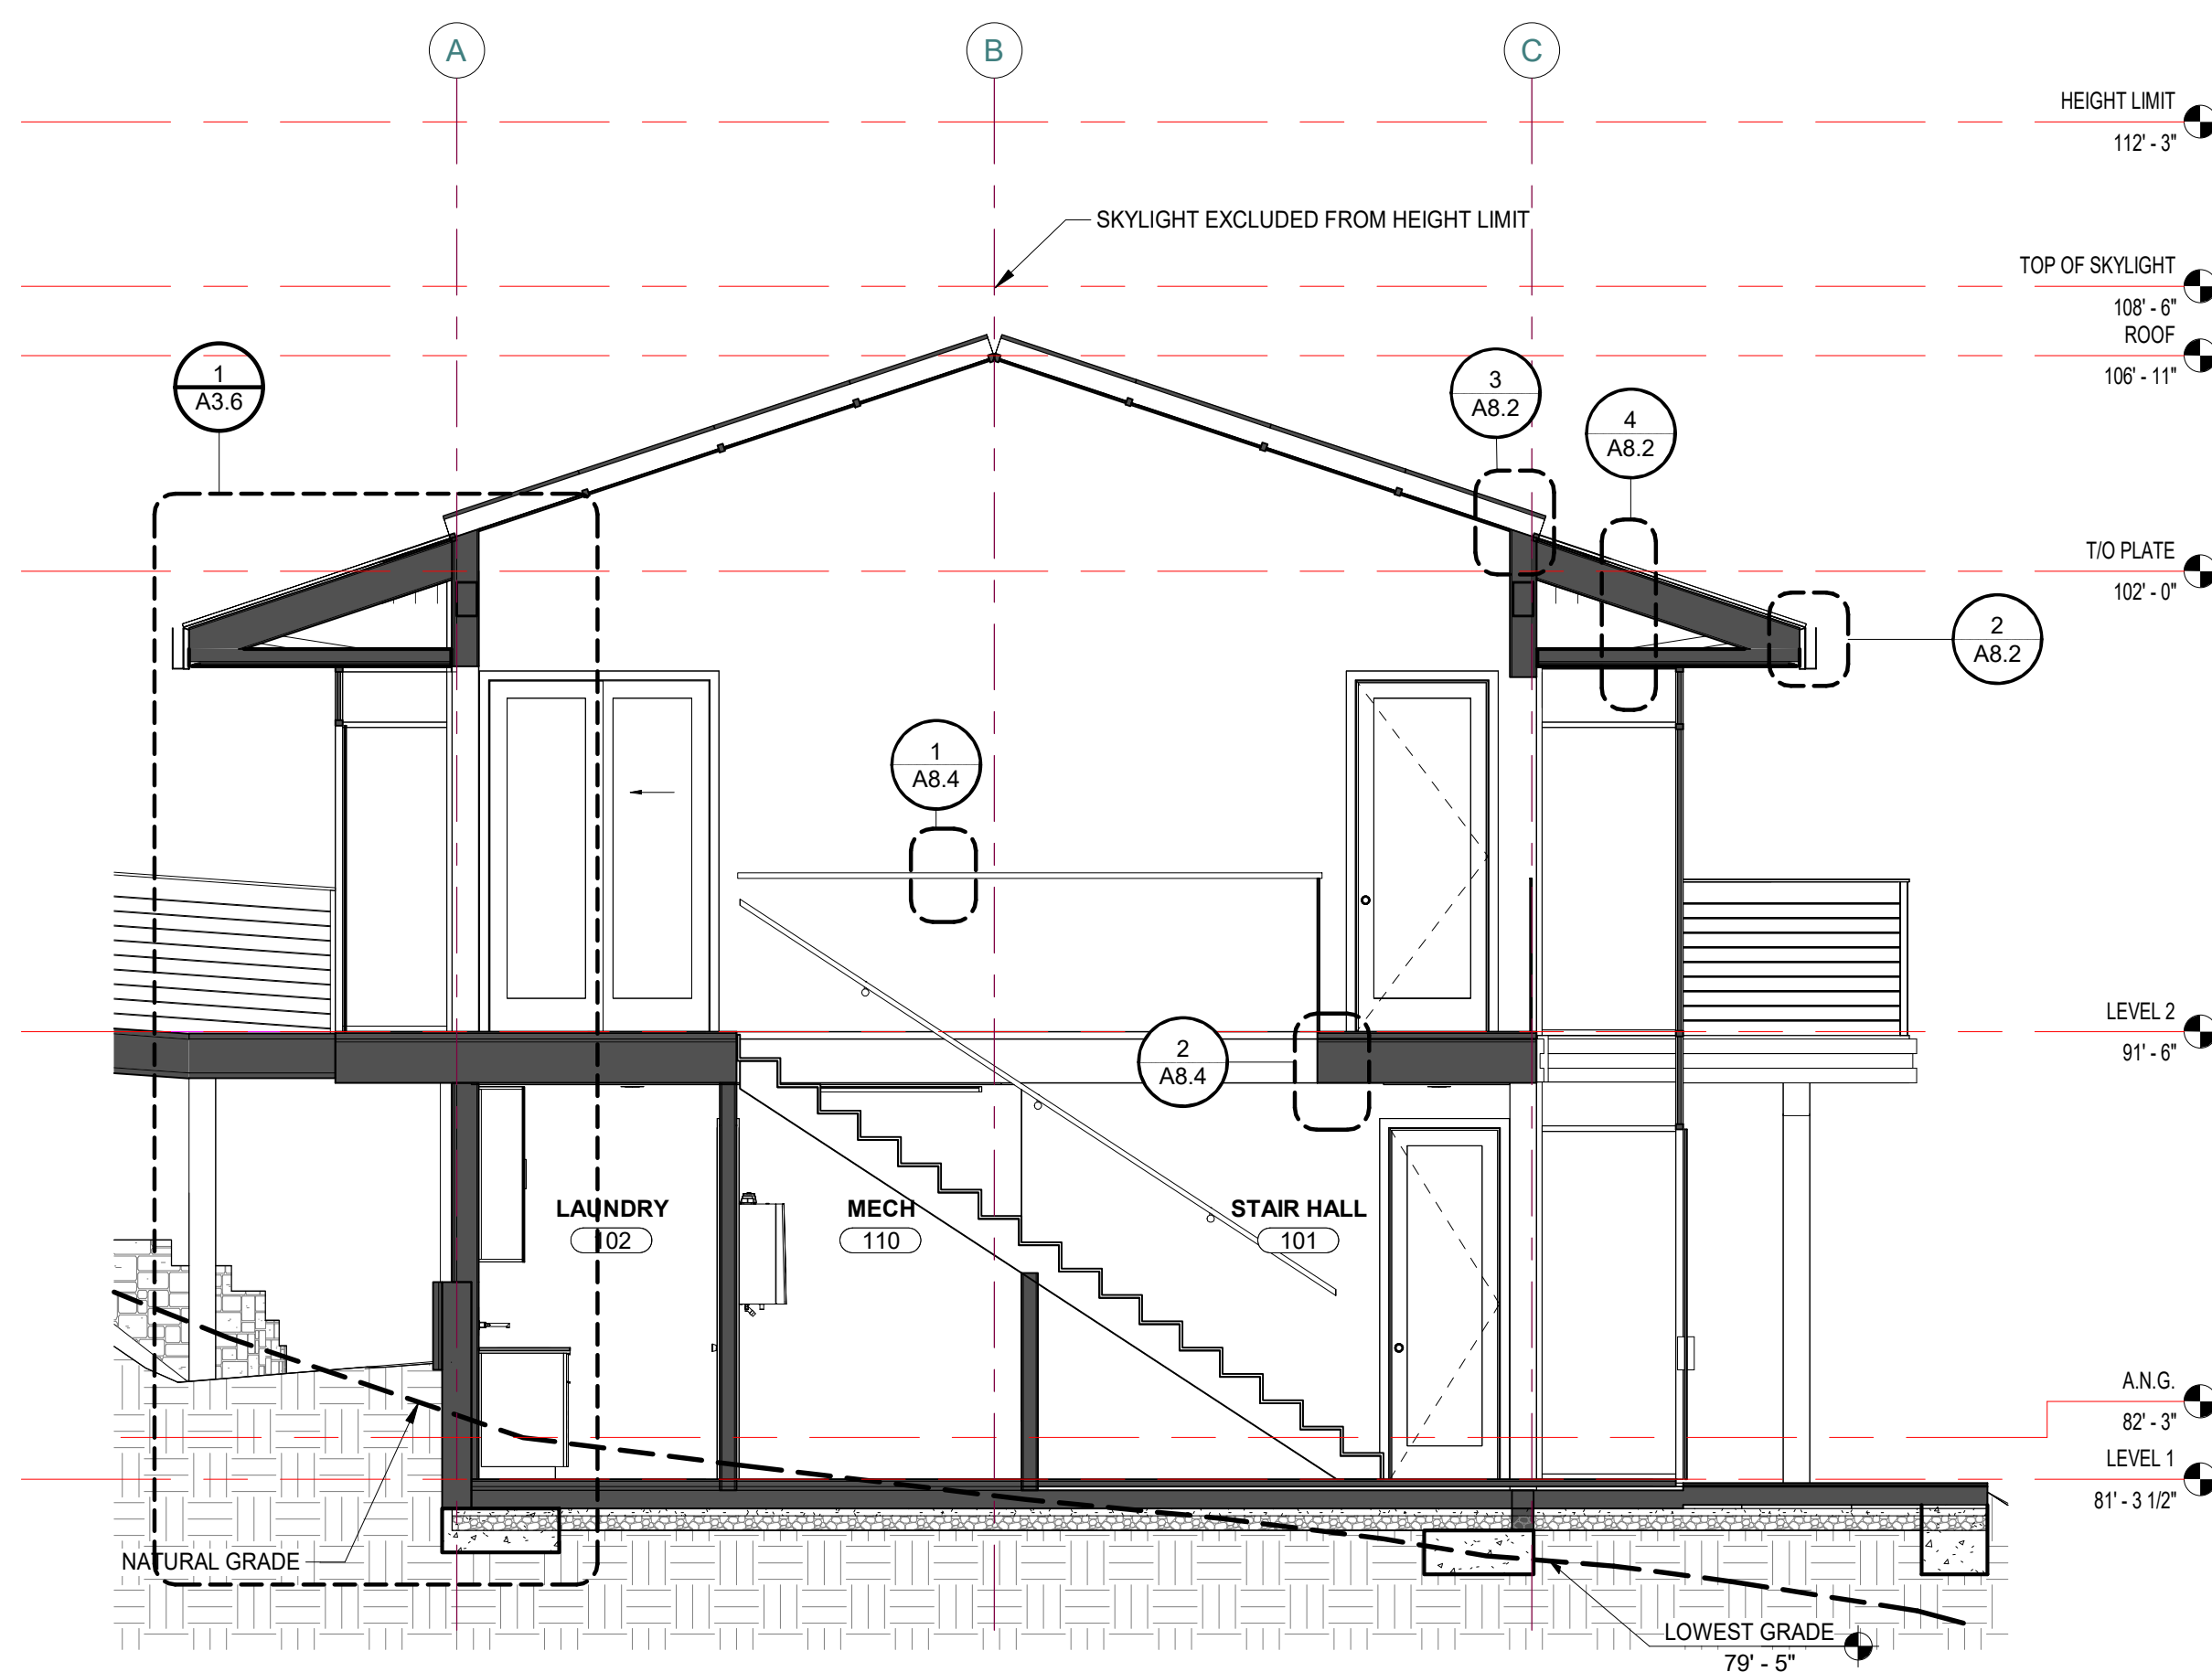 A
B
C
HEIGHT LIMIT
112' - 3"
SKYLIGHT EXCLUDED FROM HEIGHT LIMIT
TOP OF SKYLIGHT
108' - 6"
ROOF
106' - 11"
1
A3.6
3
A8.2
4
A8.2
T/O PLATE
102' - 0"
2
A8.2
1
A8.4
LEVEL 2
91' - 6"
2
A8.4
LAUNDRY
102
MECH
110
STAIR HALL
101
A.N.G.
82' - 3"
LEVEL 1
81' - 3 1/2"
NATURAL GRADE
LOWEST GRADE
79' - 5"